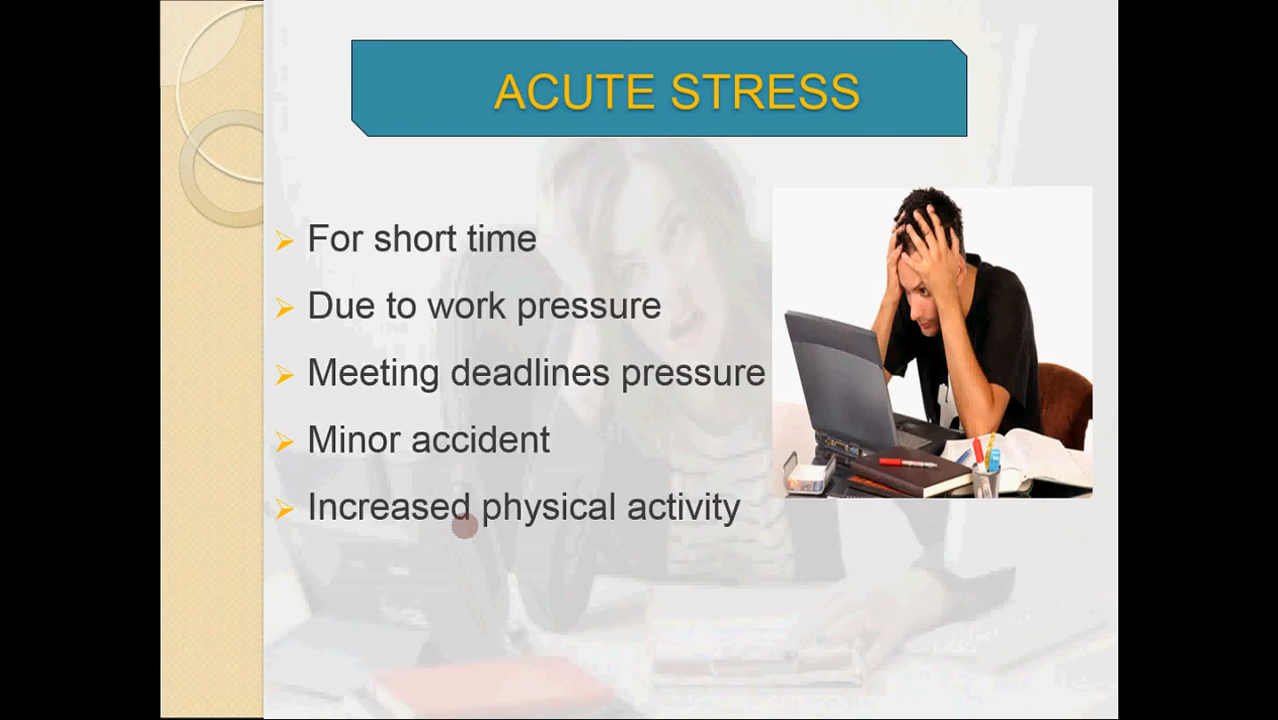 ACUTE STRESS
For short time
Due to work pressure
Meeting deadlines pressure
Minor accident
Increased physical activity